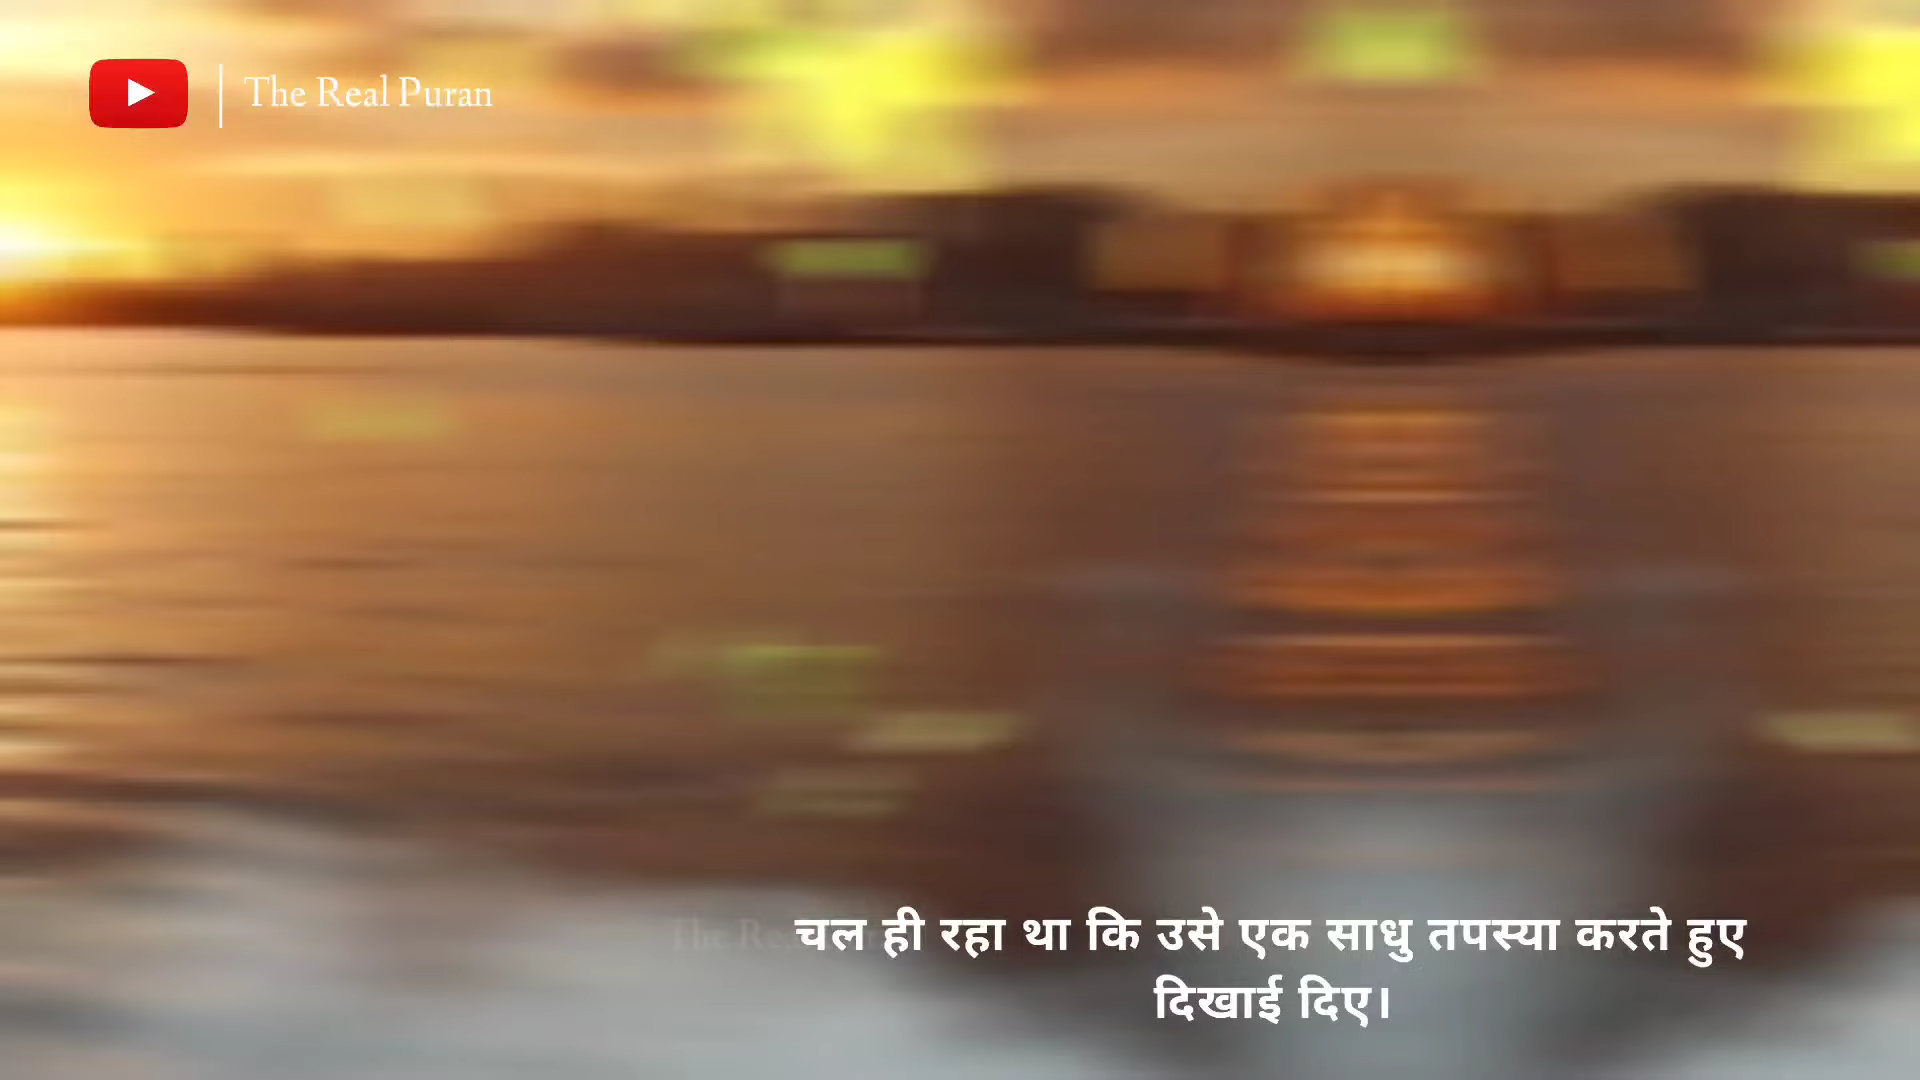 The Real Puran
चल ही रहा था कि उसे एक साधु तपस्या करते हुए
दिखाई दिए।